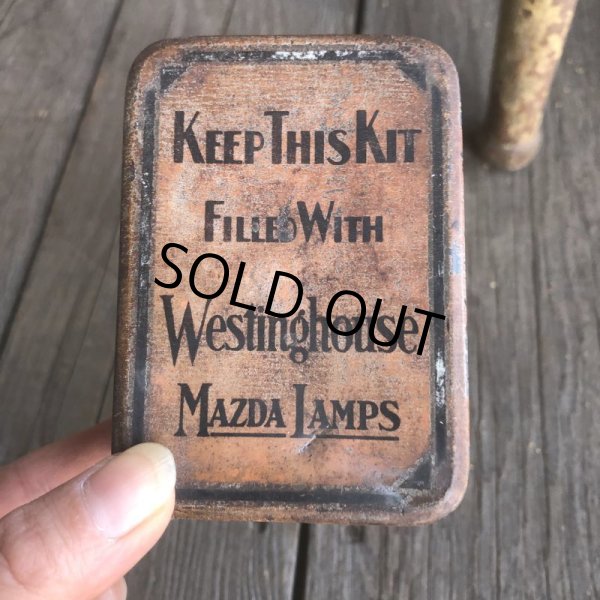 KEEP THIS KIT
FILLED WITH
SOLD OUT
Westinghouse
MAZDA LAMPS